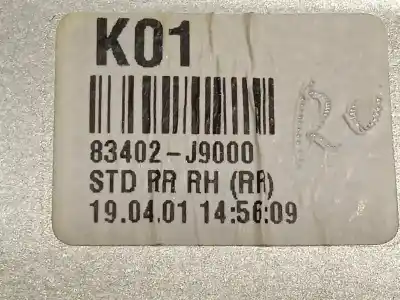 K01
83402-J9000
STD RR RH (RR)
19.04.01 14:56:09